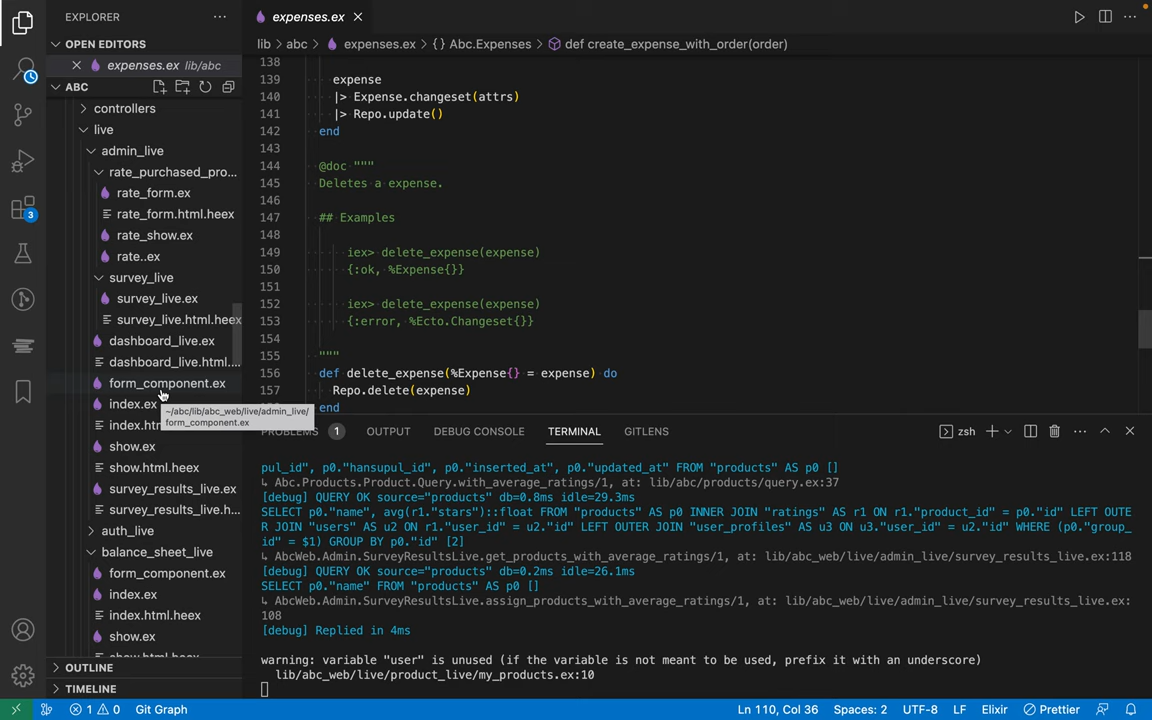 EXPLORER
OPEN EDITORS
expenses.ex lib/abc
ABC
controllers
live
admin_live
rate_purchased_pro...
rate_form.ex
rate_form.html.heex
rate_show.ex
rate..ex
survey_live
survey_live.ex
survey_live.html.heex
dashboard_live.ex
dashboard_live.html....
form_component.ex
index.ex
index.htm
show.ex
show.html.heex
survey_results_live.ex
survey_results_live.h...
auth_live
balance_sheet_live
form_component.ex
index.ex
index.html.heex
show.ex
show.html.heex
OUTLINE
TIMELINE
~/abc/lib/abc_web/live/admin_live/
form_component.ex
3
expenses.ex
lib > abc > expenses.ex > {} Abc.Expenses > def create_expense_with_order(order)
138
139 expense
140 |> Expense.changeset(attrs)
141 |> Repo.update()
142 end
143
144 @doc """
145 Deletes a expense.
146
147 ## Examples
148
149 iex> delete_expense(expense)
150 {:ok, %Expense{}}
151
152 iex> delete_expense(expense)
153 {:error, %Ecto.Changeset{}}
154
155 """
156 def delete_expense(%Expense{} = expense) do
157 Repo.delete(expense)
end
PROBLEMS 1 OUTPUT DEBUG CONSOLE TERMINAL GITLENS
zsh
pul_id", p0."hansupul_id", p0."inserted_at", p0."updated_at" FROM "products" AS p0 []
↳ Abc.Products.Product.Query.with_average_ratings/1, at: lib/abc/products/query.ex:37
[debug] QUERY OK source="products" db=0.8ms idle=29.3ms
SELECT p0."name", avg(r1."stars")::float FROM "products" AS p0 INNER JOIN "ratings" AS r1 ON r1."product_id" = p0."id" LEFT OUTE
R JOIN "users" AS u2 ON r1."user_id" = u2."id" LEFT OUTER JOIN "user_profiles" AS u3 ON u3."user_id" = u2."id" WHERE (p0."group_
id" = $1) GROUP BY p0."id" [2]
↳ AbcWeb.Admin.SurveyResultsLive.get_products_with_average_ratings/1, at: lib/abc_web/live/admin_live/survey_results_live.ex:118
[debug] QUERY OK source="products" db=0.2ms idle=26.1ms
SELECT p0."name" FROM "products" AS p0 []
↳ AbcWeb.Admin.SurveyResultsLive.assign_products_with_average_ratings/1, at: lib/abc_web/live/admin_live/survey_results_live.ex:
108
[debug] Replied in 4ms
warning: variable "user" is unused (if the variable is not meant to be used, prefix it with an underscore)
lib/abc_web/live/product_live/my_products.ex:10
1 0 Git Graph
Ln 110, Col 36 Spaces: 2 UTF-8 LF Elixir Prettier